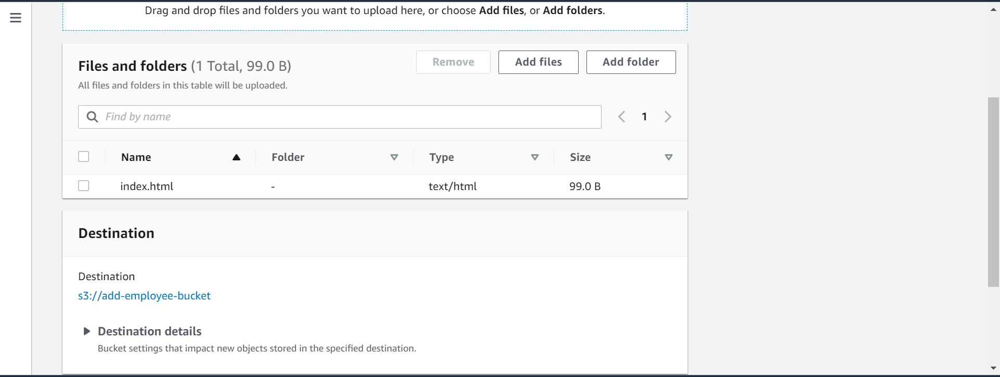 Drag and drop files and folders you want to upload here, or choose Add files, or Add folders.
Files and folders (1 Total, 99.0 B)
Remove
Add files
Add folder
All files and folders in this table will be uploaded.
Find by name
1
Name Folder Type Size
index.html - text/html 99.0 B
Destination
Destination
s3://add-employee-bucket
Destination details
Bucket settings that impact new objects stored in the specified destination.